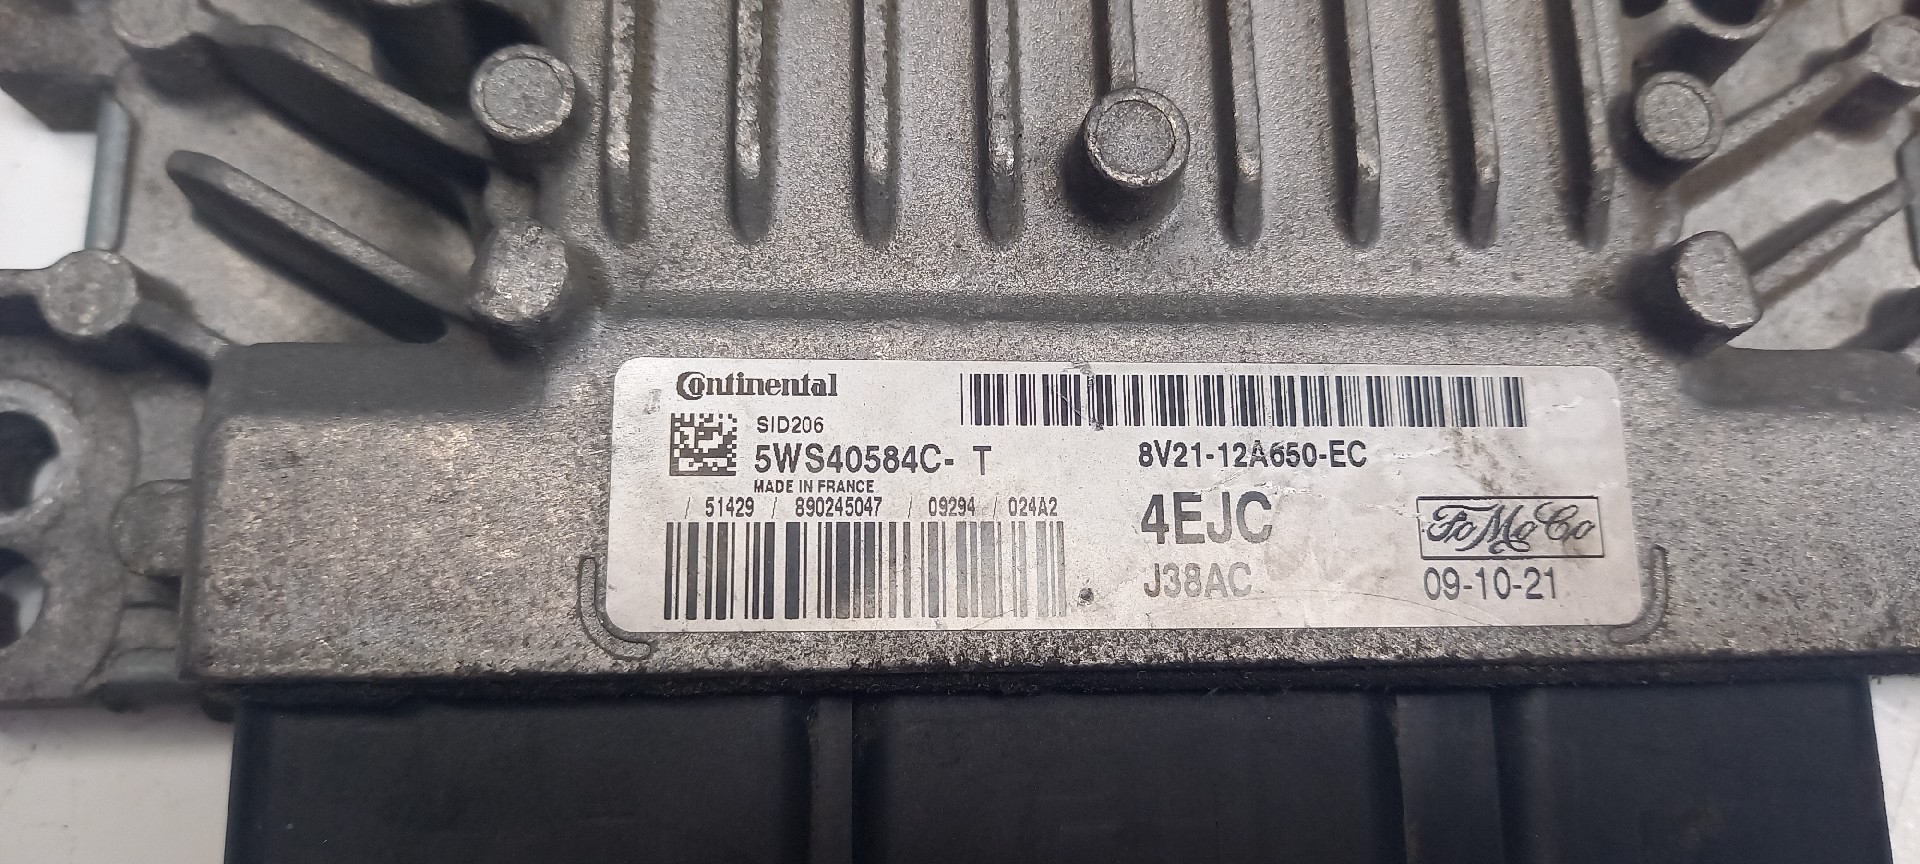 Continental
SID206
5WS40584C- T
8V21-12A650-EC
MADE IN FRANCE
/ 51429 / 890245047 / 09294 / 024A2
4EJC
FoMoCo
J38AC
09-10-21